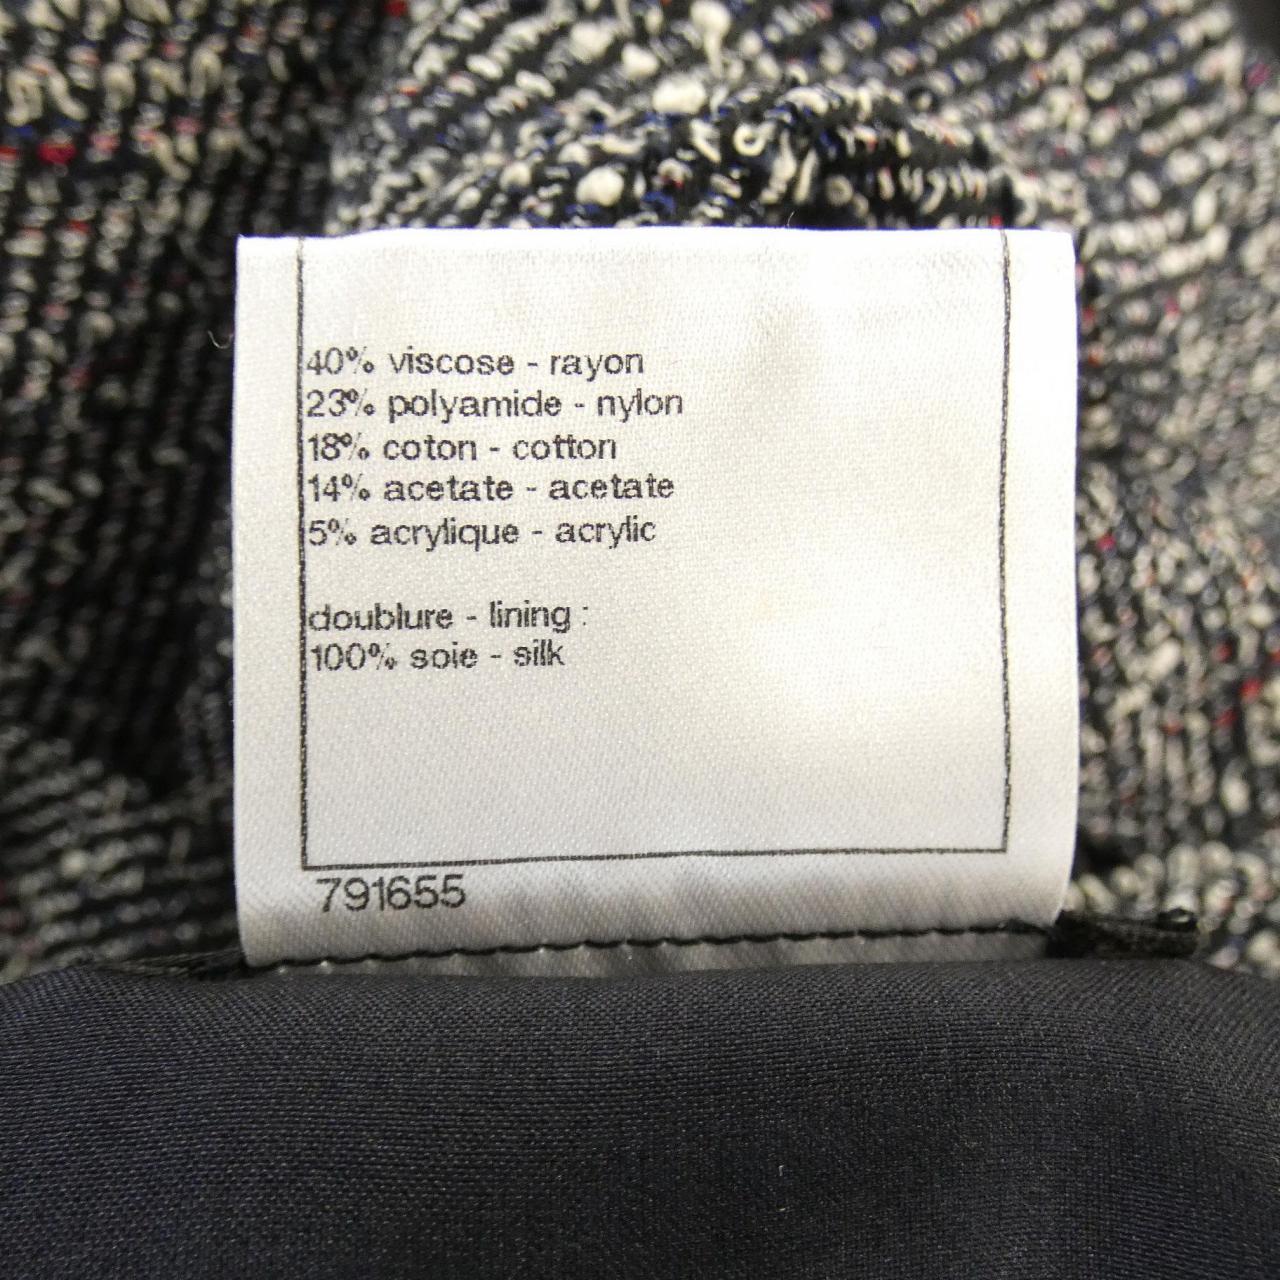 40% viscose - rayon
23% polyamide - nylon
18% coton - cotton
14% acetate - acetate
5% acrylique - acrylic
doublure - lining :
100% soie - silk
791655